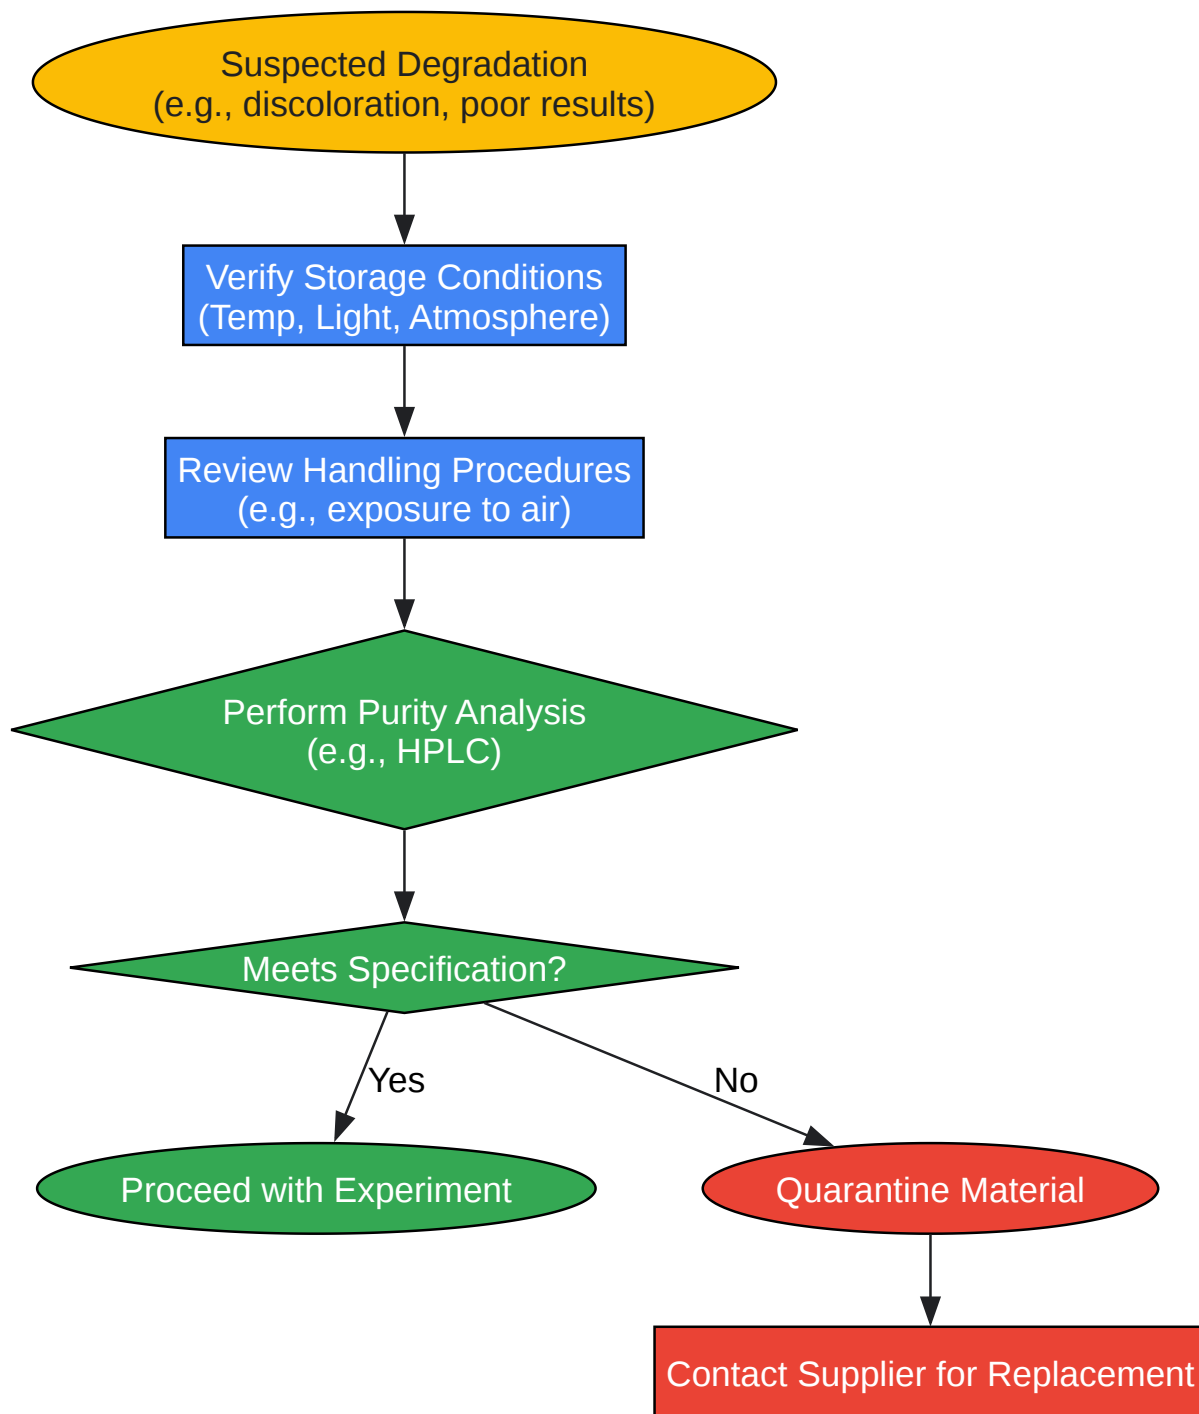 Suspected Degradation
(e.g., discoloration, poor results)
Verify Storage Conditions
(Temp, Light, Atmosphere)
Review Handling Procedures
(e.g., exposure to air)
Perform Purity Analysis
(e.g., HPLC)
Meets Specification?
Yes
No
Proceed with Experiment
Quarantine Material
Contact Supplier for Replacement